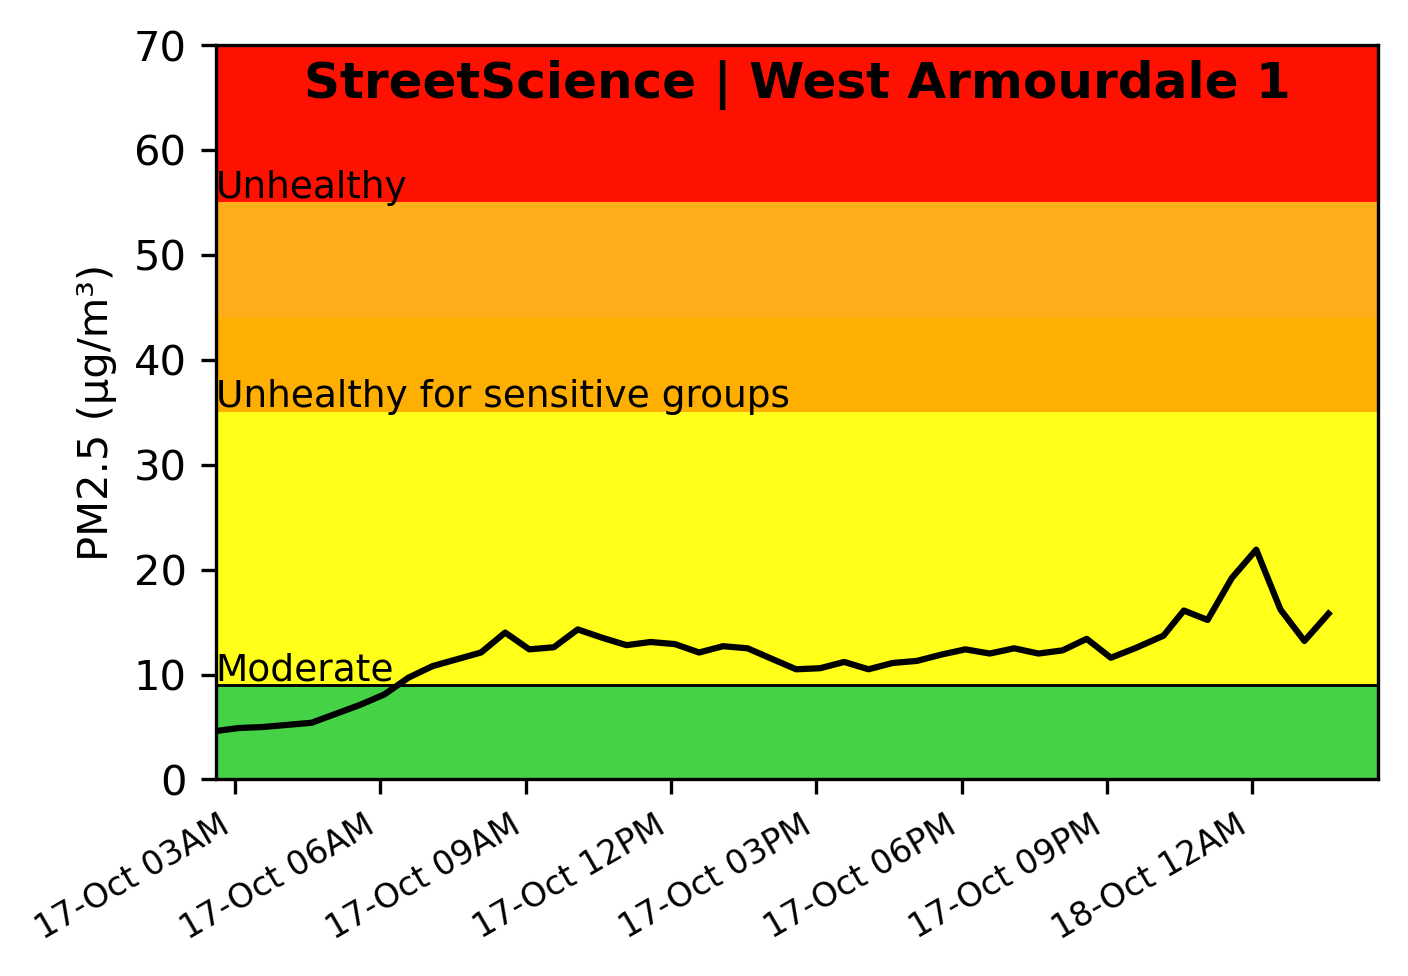 StreetScience | West Armourdale 1
70
60
50
40
30
20
10
0
PM2.5 (µg/m³)
Unhealthy
Unhealthy for sensitive groups
Moderate
17-Oct 03AM
17-Oct 06AM
17-Oct 09AM
17-Oct 12PM
17-Oct 03PM
17-Oct 06PM
17-Oct 09PM
18-Oct 12AM